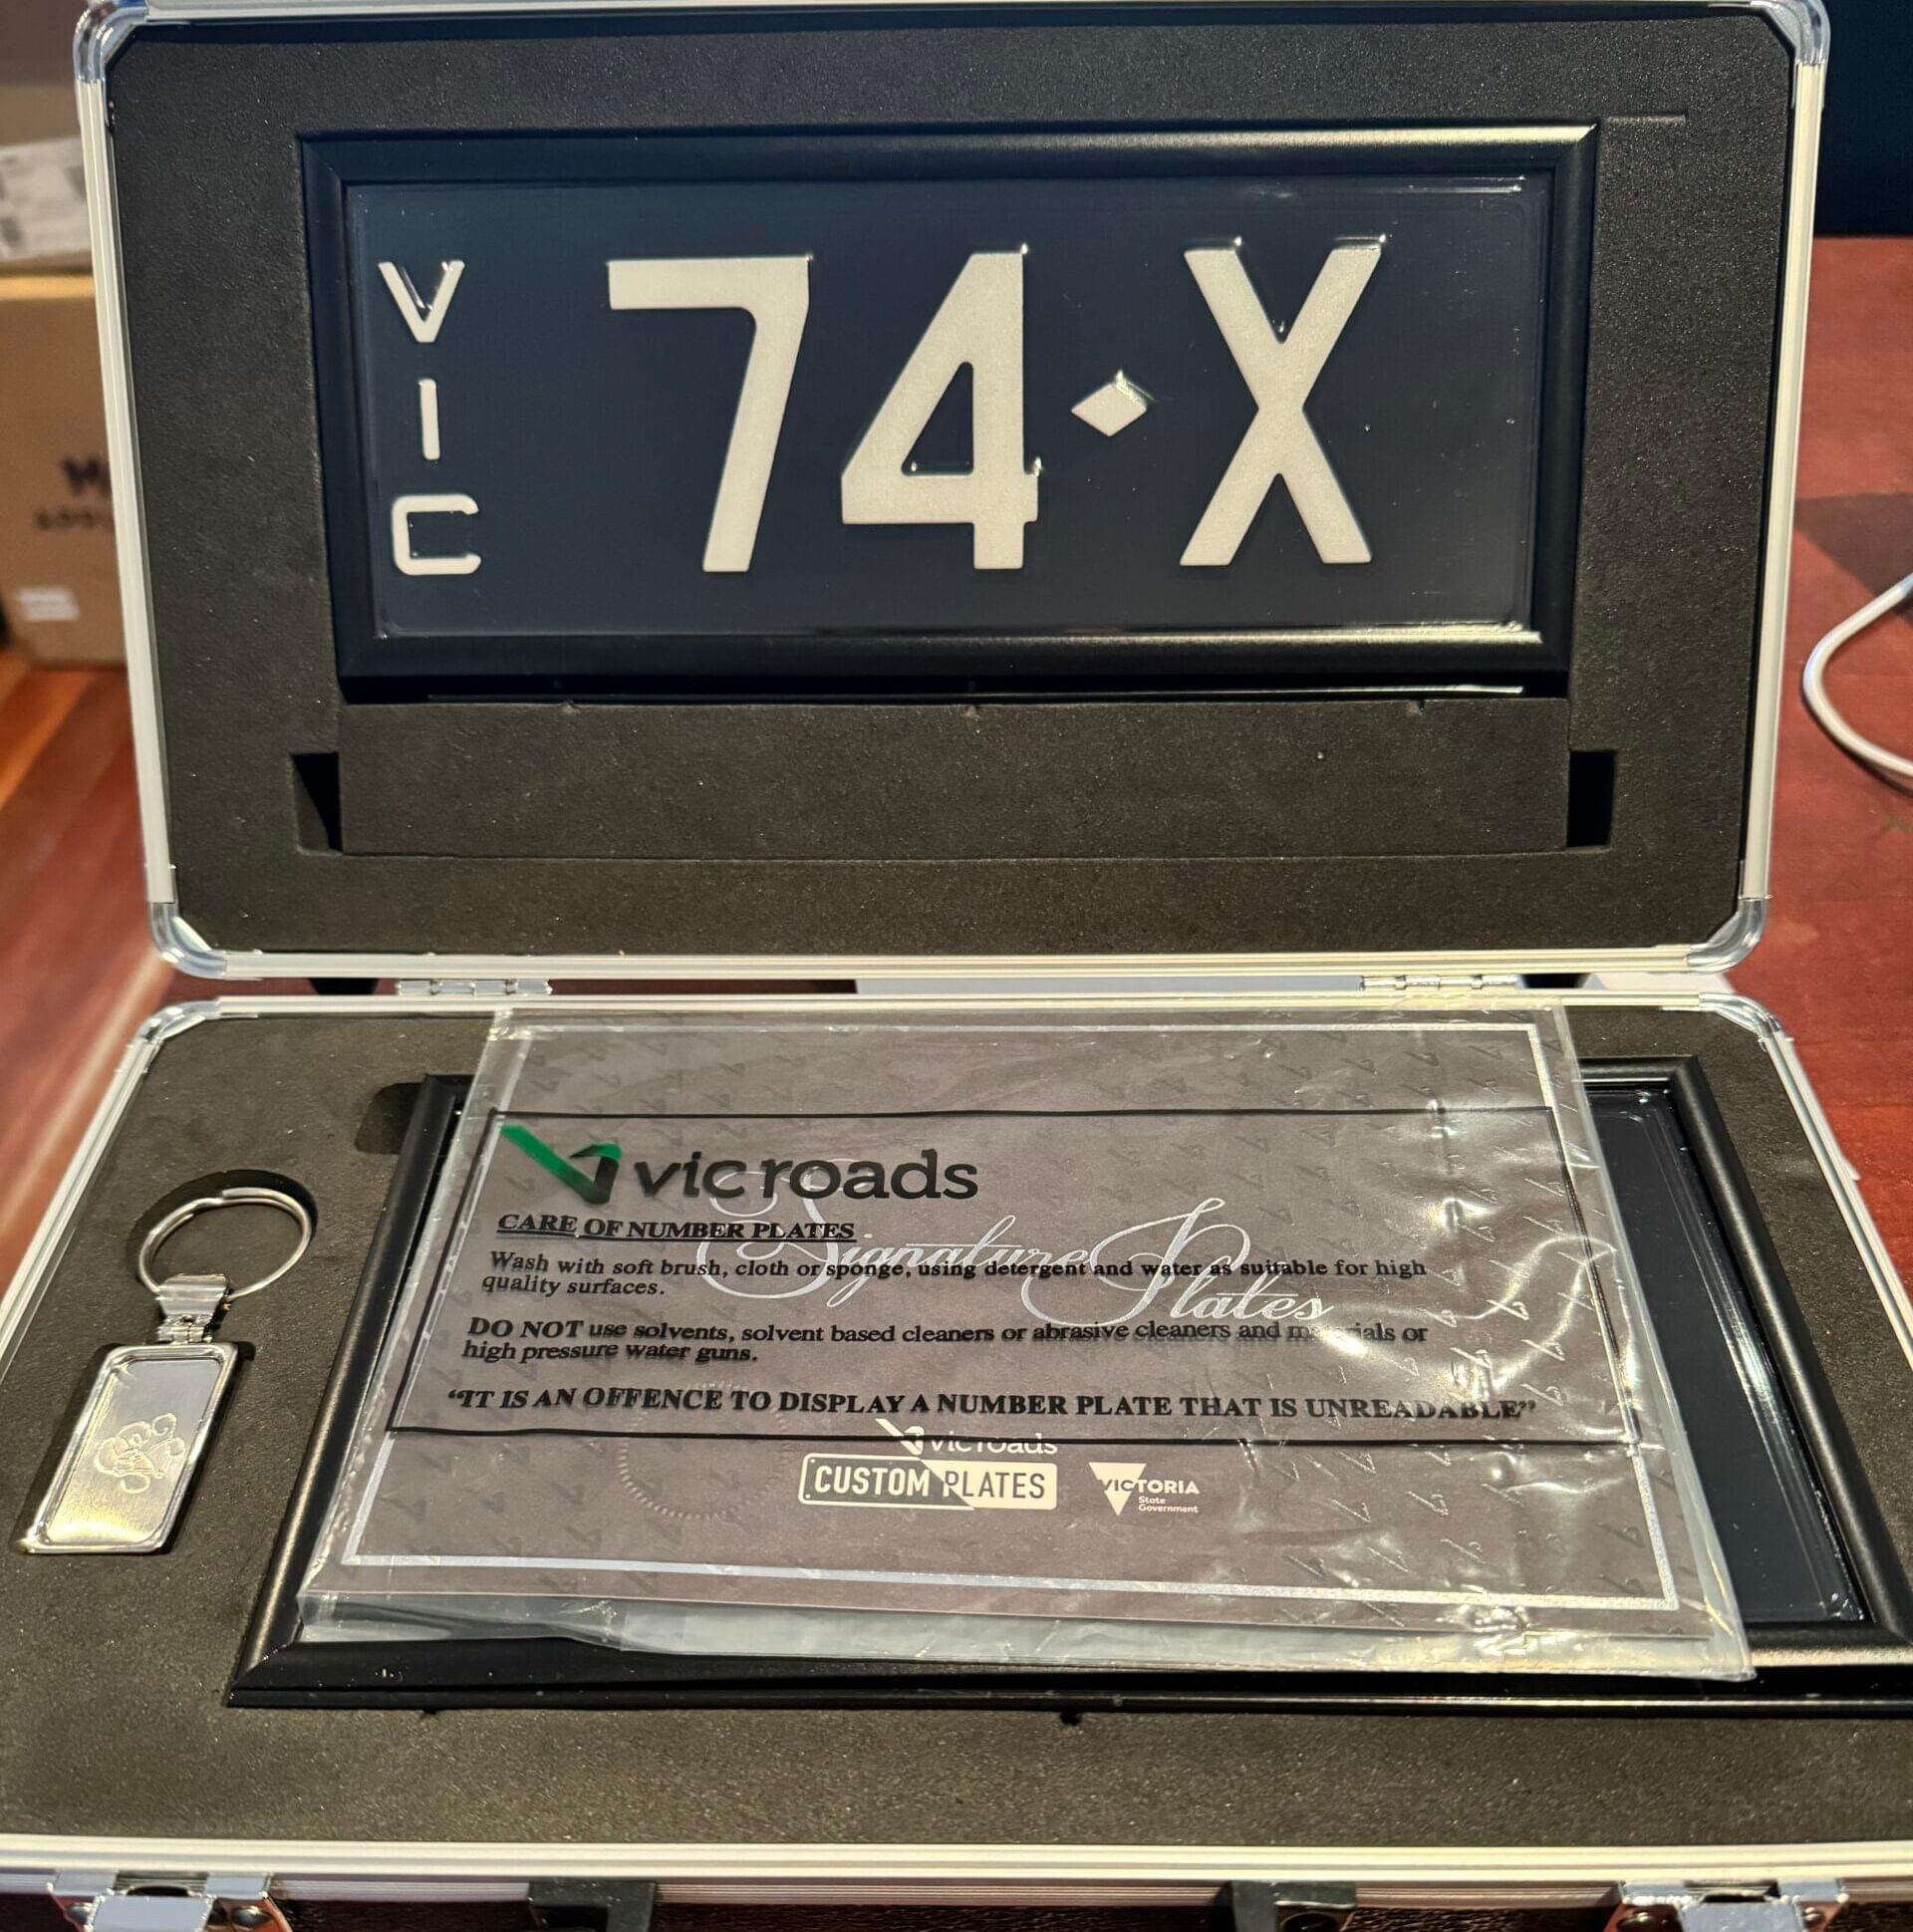 VIC
74♦X
vicroads
CARE OF NUMBER PLATES
Signature Plates
Wash with soft brush, cloth or sponge, using detergent and water as suitable for high
quality surfaces.
DO NOT use solvents, solvent based cleaners or abrasive cleaners and materials or
high pressure water guns.
“IT IS AN OFFENCE TO DISPLAY A NUMBER PLATE THAT IS UNREADABLE”
vicroads
CUSTOM PLATES
VICTORIA
State
Government